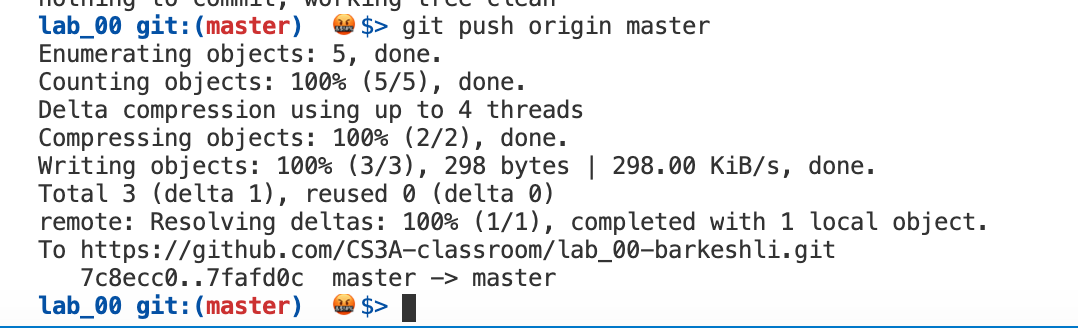 nothing to commit, working tree clean
lab_00 git:(master) 🤬 $> git push origin master
Enumerating objects: 5, done.
Counting objects: 100% (5/5), done.
Delta compression using up to 4 threads
Compressing objects: 100% (2/2), done.
Writing objects: 100% (3/3), 298 bytes | 298.00 KiB/s, done.
Total 3 (delta 1), reused 0 (delta 0)
remote: Resolving deltas: 100% (1/1), completed with 1 local object.
To https://github.com/CS3A-classroom/lab_00-barkeshli.git
7c8ecc0..7fafd0c master -> master
lab_00 git:(master) 🤬 $>